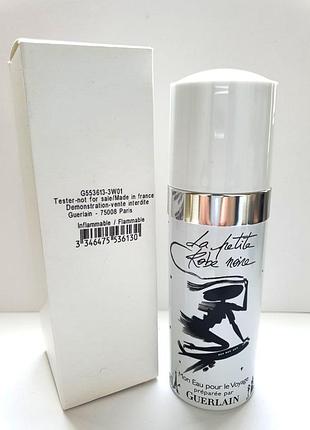 G553613-3W01
Tester-not for sale/Made in france
Demonstration-vente interdite
Guerlain - 75008 Paris
Inflammable / Flammable
3 346475 536130
La petite
Robe noire
Mon Eau pour le Voyage
préparée par
GUERLAIN